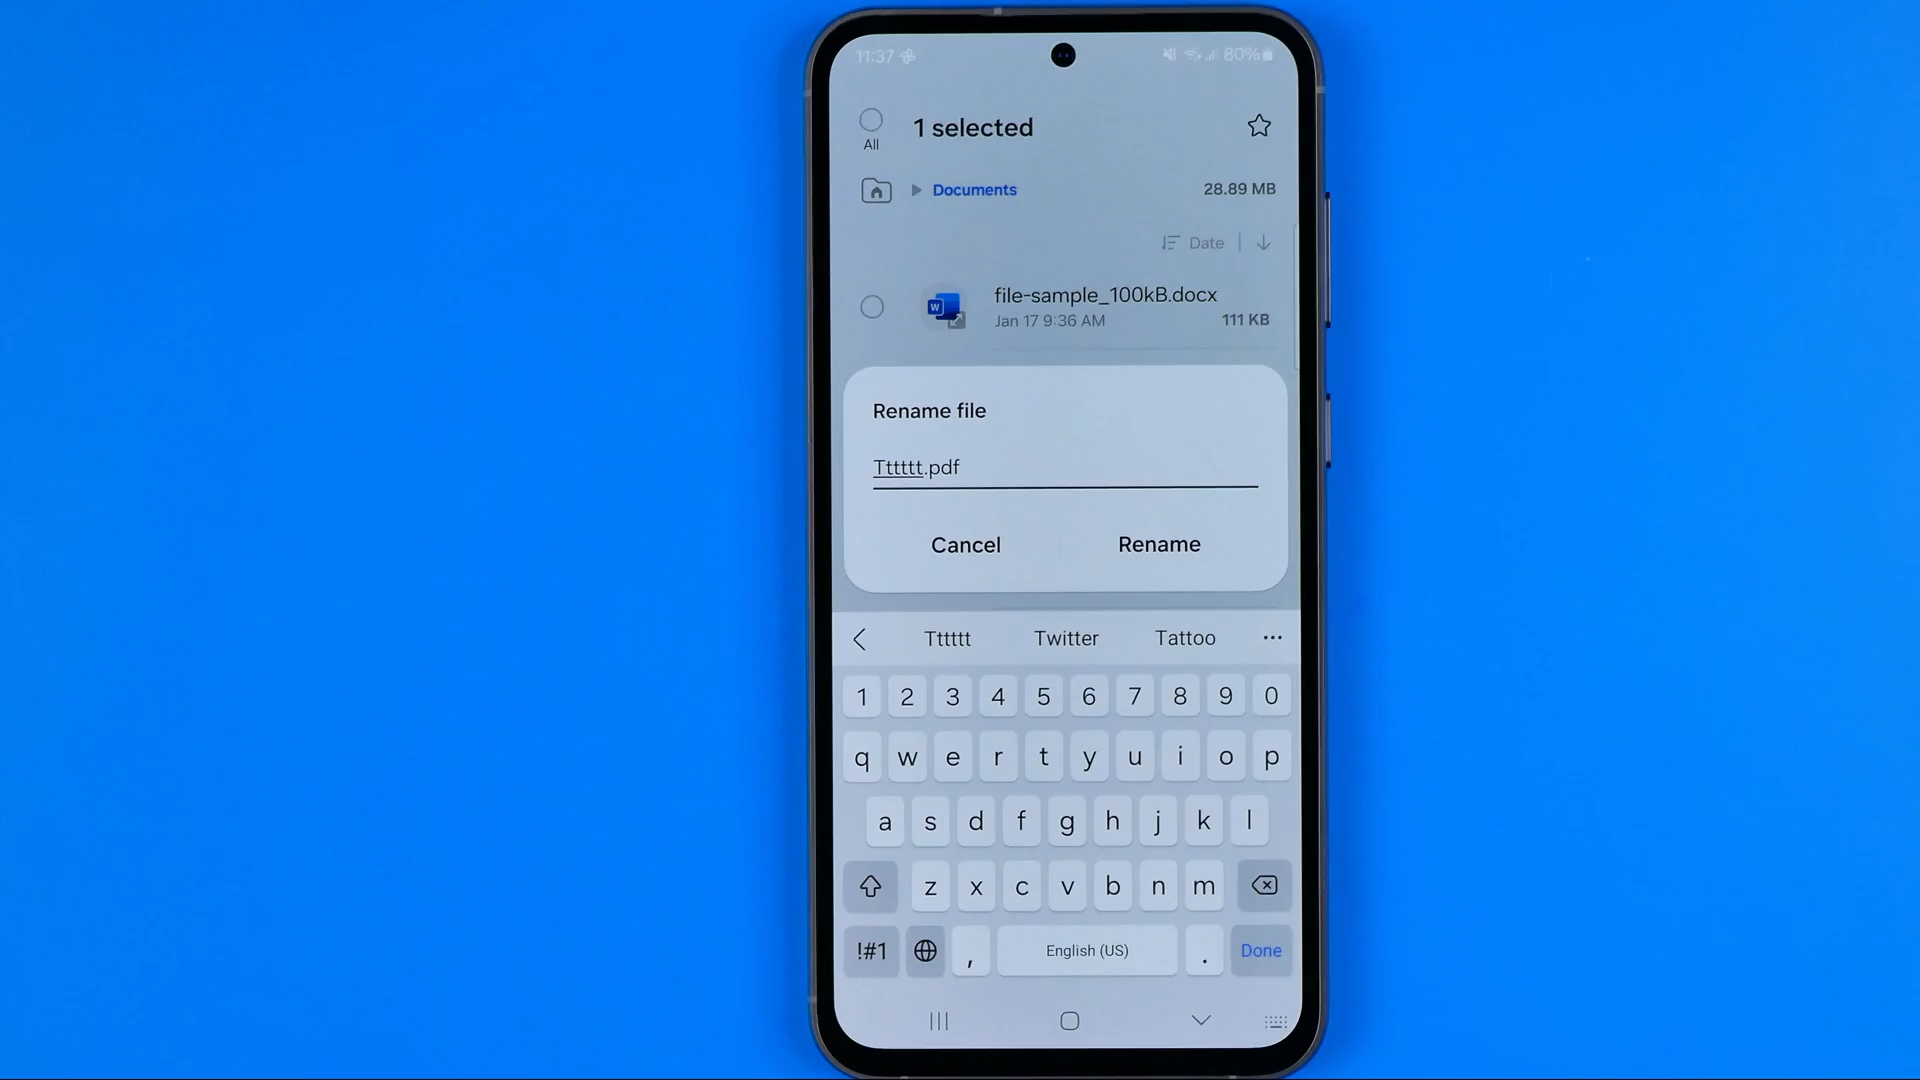 11:37 80%
1 selected
All
Documents 28.89 MB
Date
W file-sample_100kB.docx
Jan 17 9:36 AM 111 KB
Rename file
Tttttt.pdf
Cancel Rename
Tttttt Twitter Tattoo
1 2 3 4 5 6 7 8 9 0
q w e r t y u i o p
a s d f g h j k l
z x c v b n m
!#1 , English (US) . Done